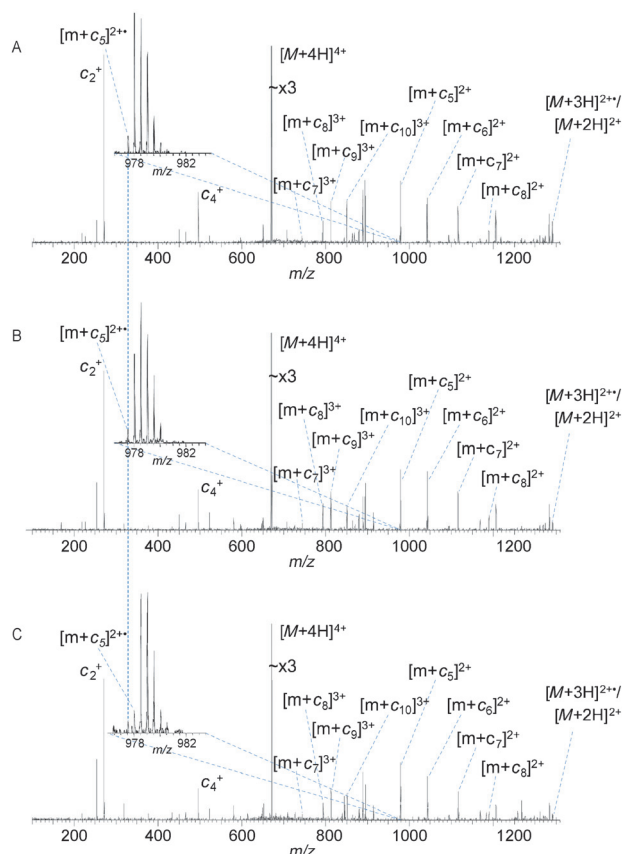 A
[m+c₅]²⁺•
c₂⁺
[M+4H]⁴⁺
~x3
[m+c₅]²⁺
[M+3H]²⁺•/
[M+2H]²⁺
[m+c₈]³⁺
[m+c₉]³⁺
[m+c₁₀]³⁺
[m+c₆]²⁺
[m+c₇]³⁺
[m+c₇]²⁺
[m+c₈]²⁺
978 982
m/z
c₄⁺
200 400 600 800 1000 1200
m/z
B
[m+c₅]²⁺•
c₂⁺
[M+4H]⁴⁺
~x3
[m+c₅]²⁺
[M+3H]²⁺•/
[M+2H]²⁺
[m+c₈]³⁺
[m+c₉]³⁺
[m+c₁₀]³⁺
[m+c₆]²⁺
[m+c₇]³⁺
[m+c₇]²⁺
[m+c₈]²⁺
978 982
m/z
c₄⁺
200 400 600 800 1000 1200
m/z
C
[m+c₅]²⁺•
c₂⁺
[M+4H]⁴⁺
~x3
[m+c₅]²⁺
[M+3H]²⁺•/
[M+2H]²⁺
[m+c₈]³⁺
[m+c₉]³⁺
[m+c₁₀]³⁺
[m+c₆]²⁺
[m+c₇]³⁺
[m+c₇]²⁺
[m+c₈]²⁺
978 982
m/z
c₄⁺
200 400 600 800 1000 1200
m/z